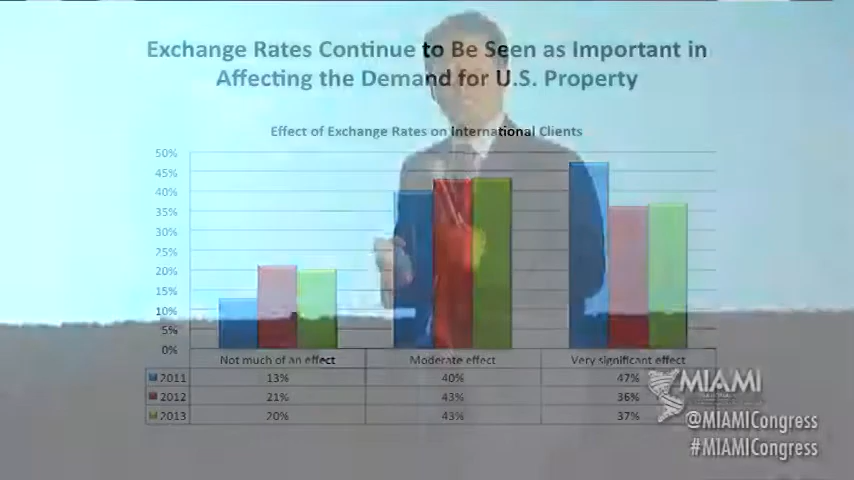 Exchange Rates Continue to Be Seen as Important in
Affecting the Demand for U.S. Property
Effect of Exchange Rates on International Clients
50%
45%
40%
35%
30%
25%
20%
15%
10%
5%
0%
Not much of an effect Moderate effect Very significant effect
2011 13% 40% 47%
2012 21% 43% 36%
2013 20% 43% 37%
MIAMI
@MIAMICongress
#MIAMICongress